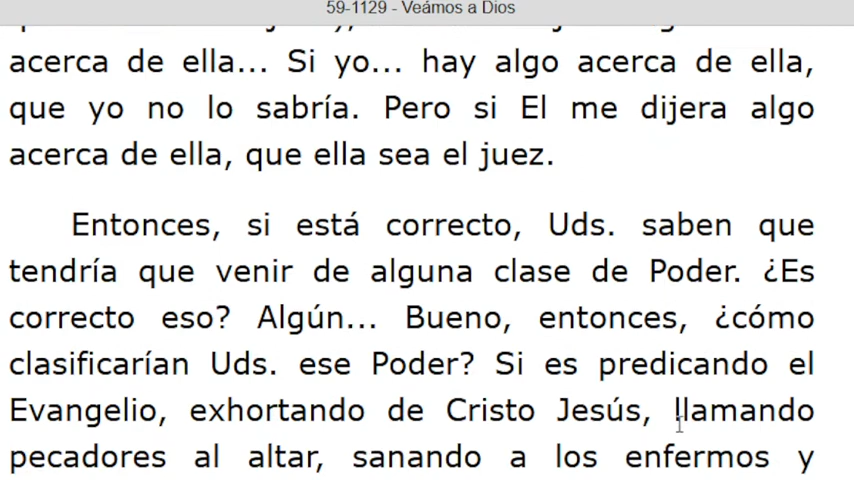 59-1129 - Veámos a Dios
acerca de ella... Si yo... hay algo acerca de ella,
que yo no lo sabría. Pero si El me dijera algo
acerca de ella, que ella sea el juez.
Entonces, si está correcto, Uds. saben que
tendría que venir de alguna clase de Poder. ¿Es
correcto eso? Algún... Bueno, entonces, ¿cómo
clasificarían Uds. ese Poder? Si es predicando el
Evangelio, exhortando de Cristo Jesús, llamando
pecadores al altar, sanando a los enfermos y